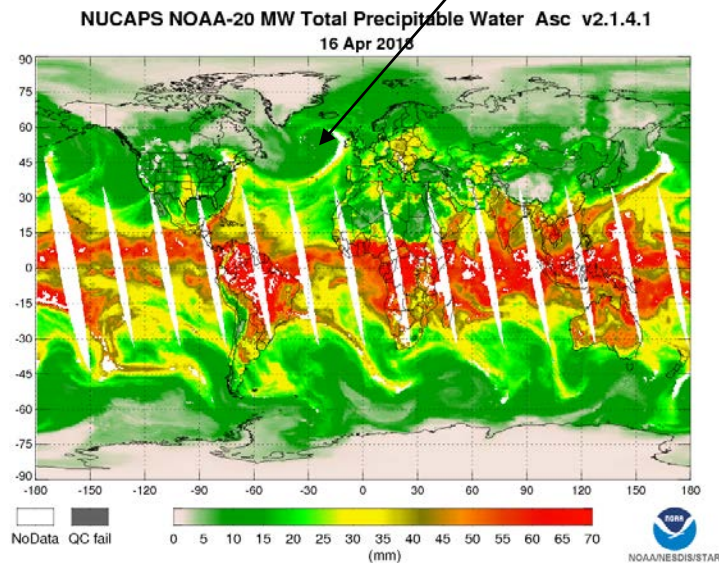 NUCAPS NOAA-20 MW Total Precipitable Water Asc v2.1.4.1
16 Apr 2018
90
75
60
45
30
15
0
-15
-30
-45
-60
-75
-90
-180 -150 -120 -90 -60 -30 0 30 60 90 120 150 180
NoData QC fail 0 5 10 15 20 25 30 35 40 45 50 55 60 65 70
(mm)
NOAA
NOAA/NESDIS/STAR